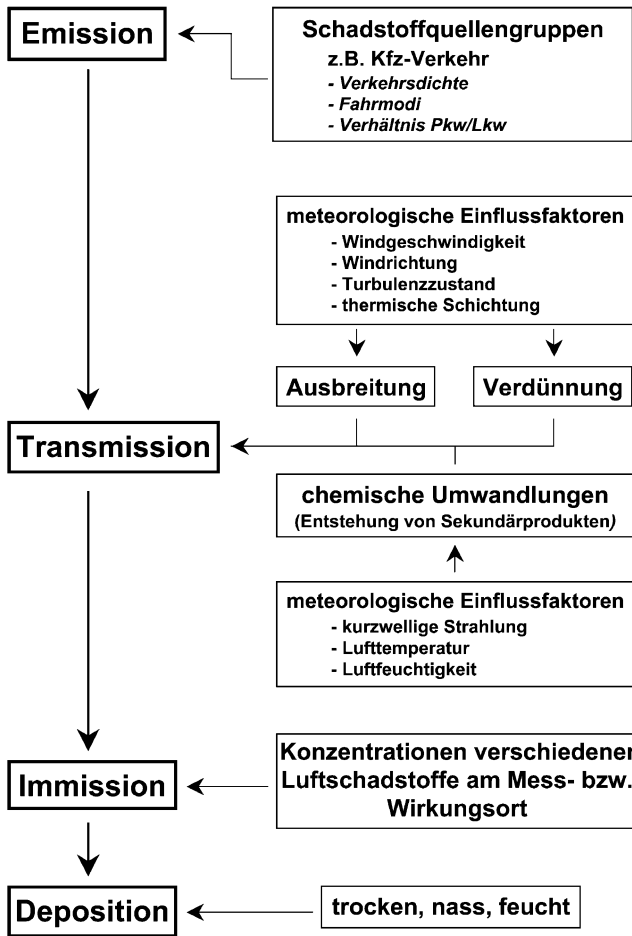 Emission
Schadstoffquellengruppen
z.B. Kfz-Verkehr
- Verkehrsdichte
- Fahrmodi
- Verhältnis Pkw/Lkw
meteorologische Einflussfaktoren
- Windgeschwindigkeit
- Windrichtung
- Turbulenzzustand
- thermische Schichtung
Ausbreitung
Verdünnung
Transmission
chemische Umwandlungen
(Entstehung von Sekundärprodukten)
meteorologische Einflussfaktoren
- kurzwellige Strahlung
- Lufttemperatur
- Luftfeuchtigkeit
Immission
Konzentrationen verschiedener
Luftschadstoffe am Mess- bzw.
Wirkungsort
Deposition
trocken, nass, feucht